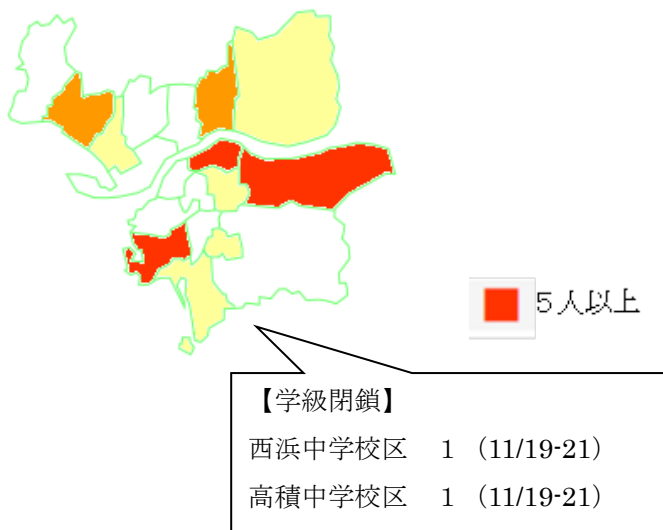 5人以上
【学級閉鎖】
西浜中学校区 1 (11/19-21)
高積中学校区 1 (11/19-21)